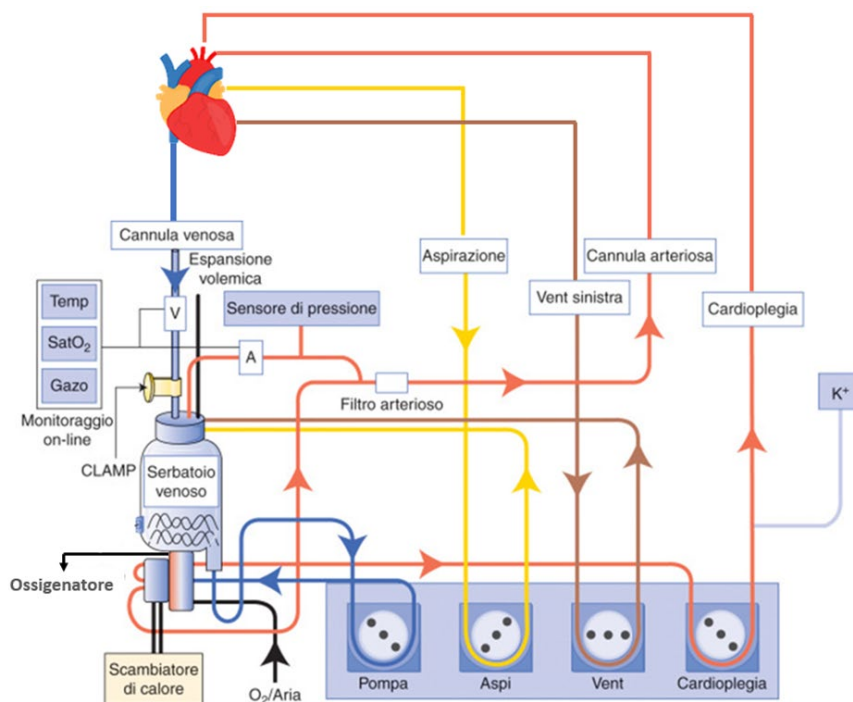 Cannula venosa
Espansione
volemica
Aspirazione
Cannula arteriosa
Vent sinistra
Cardioplegia
Temp
SatO₂
Gazo
Monitoraggio
on-line
V
Sensore di pressione
A
Filtro arterioso
K⁺
CLAMP
Serbatoio
venoso
Ossigenatore
Scambiatore
di calore
O₂/Aria
Pompa
Aspi
Vent
Cardioplegia